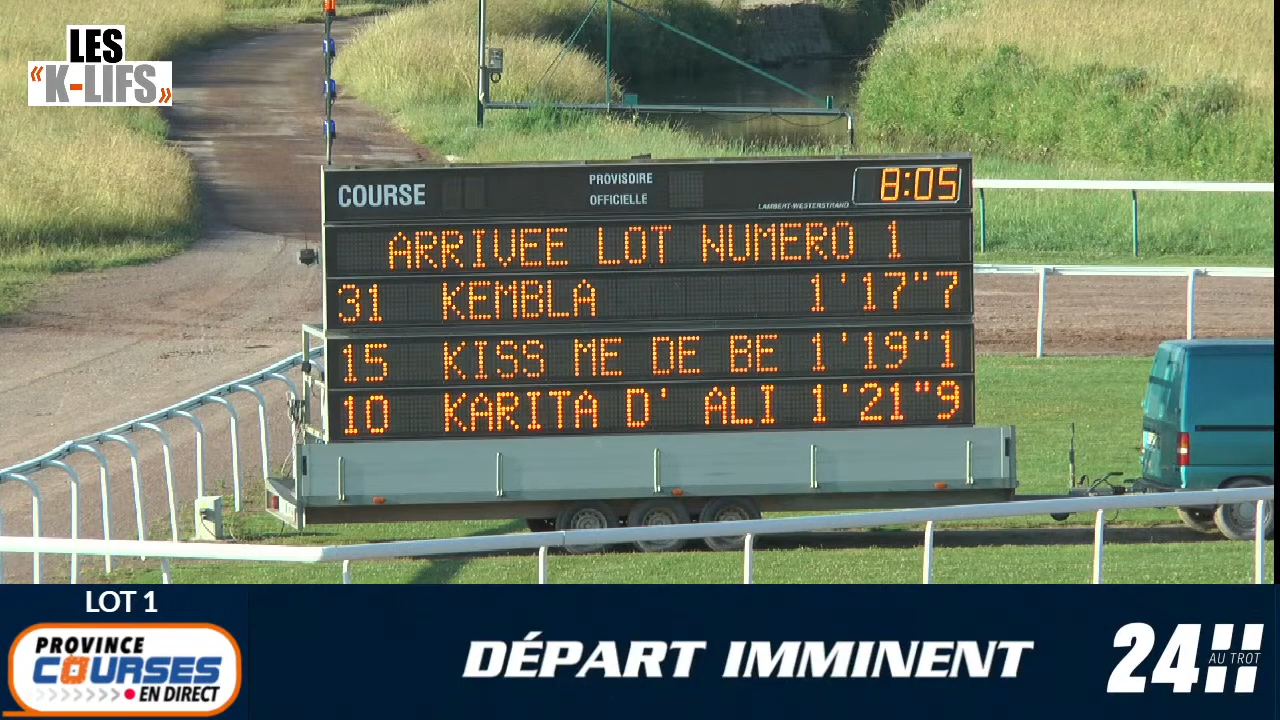 LES
«K-LIFS»
COURSE
PROVISOIRE
OFFICIELLE
8:05
LAMBERT-WESTERSTRAND
ARRIVEE LOT NUMERO 1
31 KEMBLA 1'17"7
15 KISS ME DE BE 1'19"1
10 KARITA D' ALI 1'21"9
LOT 1
PROVINCE
COURSES
EN DIRECT
DÉPART IMMINENT
24H
AU TROT